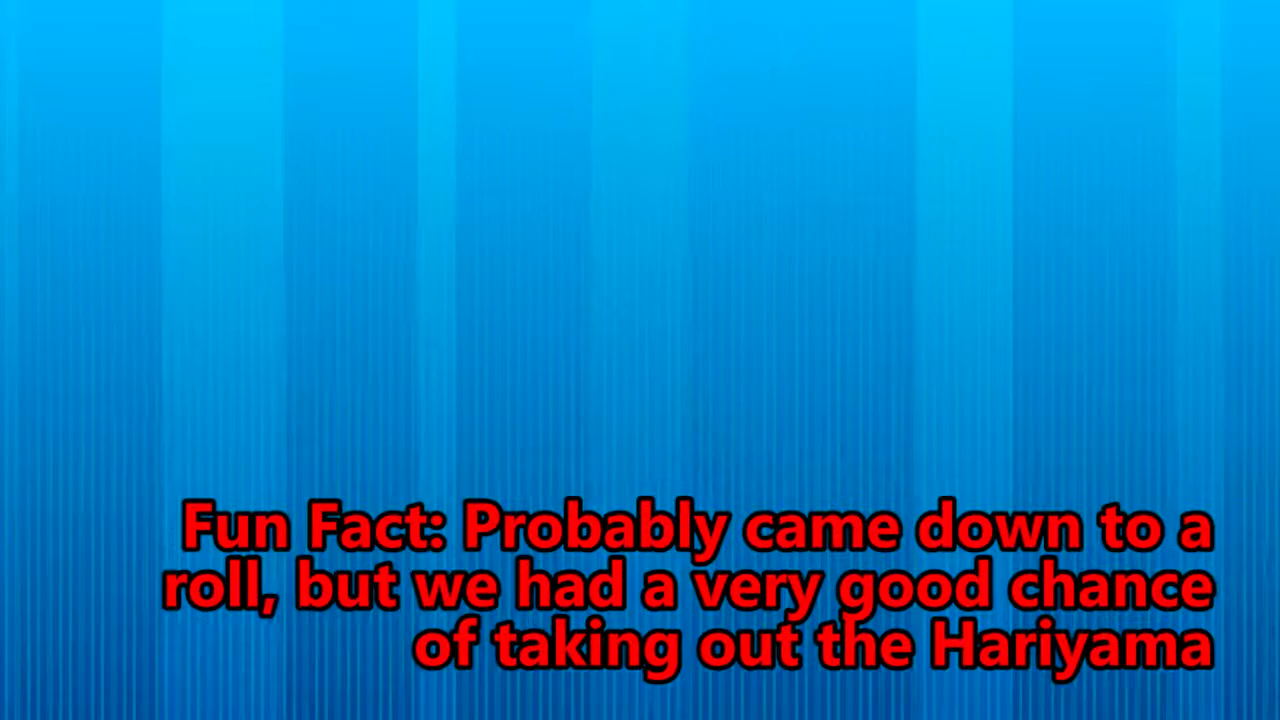 Fun Fact: Probably came down to a
roll, but we had a very good chance
of taking out the Hariyama